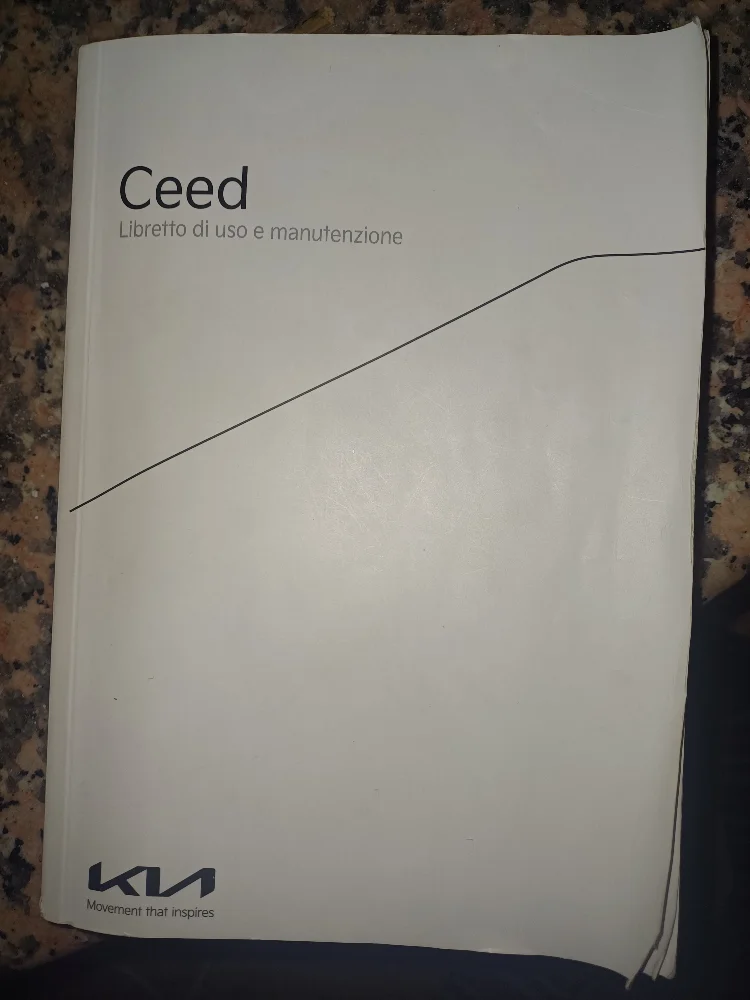 Ceed
Libretto di uso e manutenzione
KIA
Movement that inspires